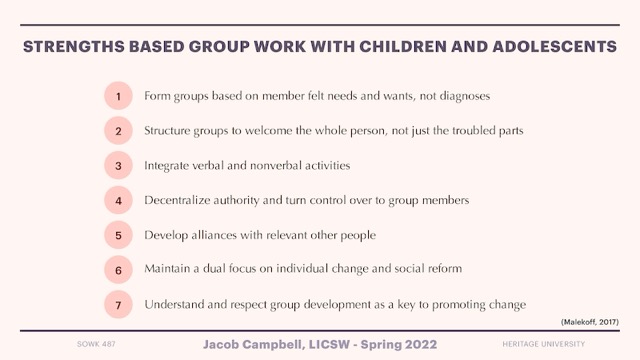 STRENGTHS BASED GROUP WORK WITH CHILDREN AND ADOLESCENTS
1 Form groups based on member felt needs and wants, not diagnoses
2 Structure groups to welcome the whole person, not just the troubled parts
3 Integrate verbal and nonverbal activities
4 Decentralize authority and turn control over to group members
5 Develop alliances with relevant other people
6 Maintain a dual focus on individual change and social reform
7 Understand and respect group development as a key to promoting change
(Malekoff, 2017)
SOWK 487 Jacob Campbell, LICSW - Spring 2022 HERITAGE UNIVERSITY